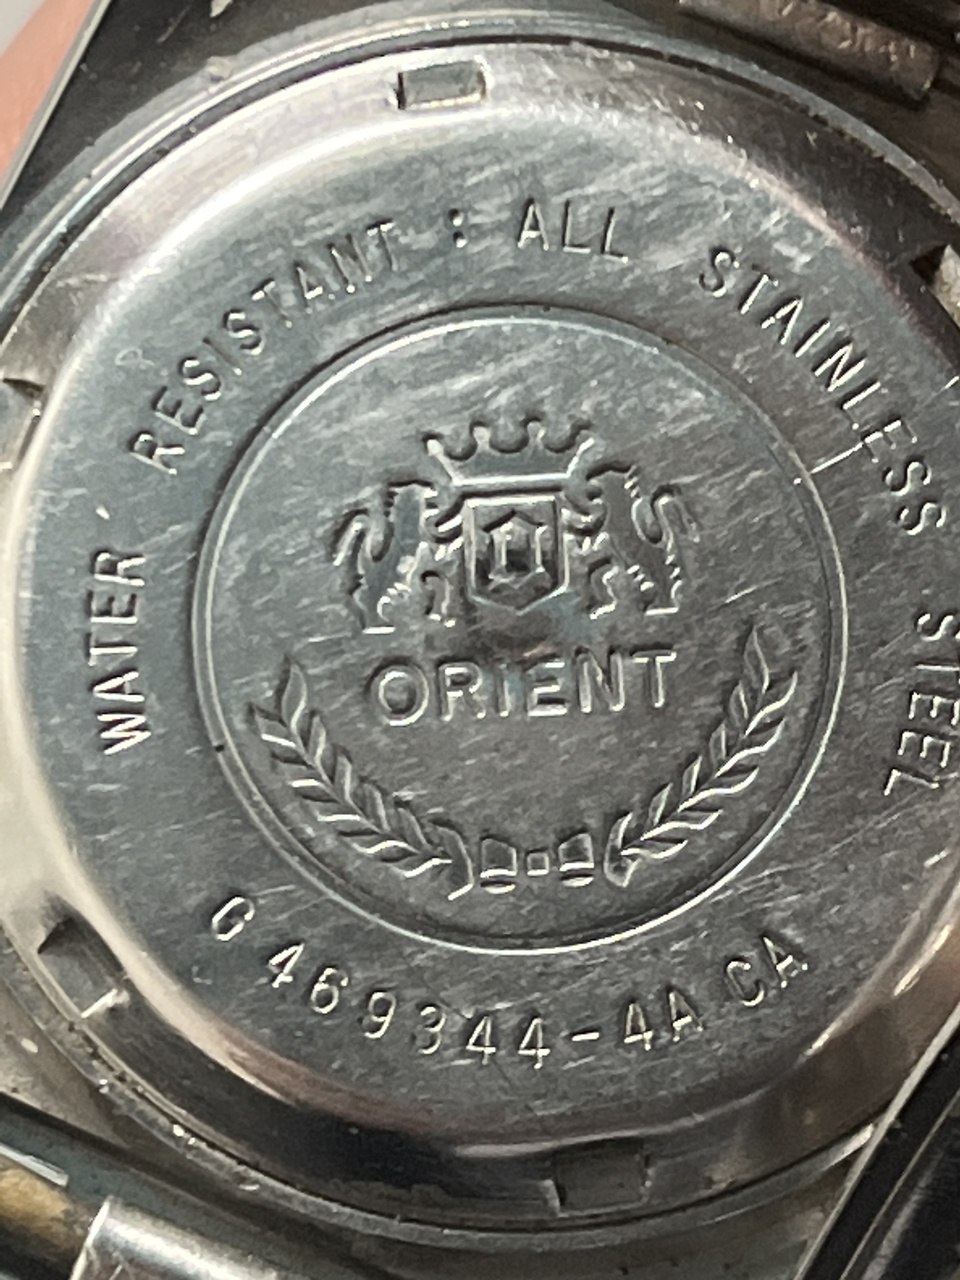 WATER RESISTANT : ALL STAINLESS STEEL
ORIENT
G 469344-4A CA